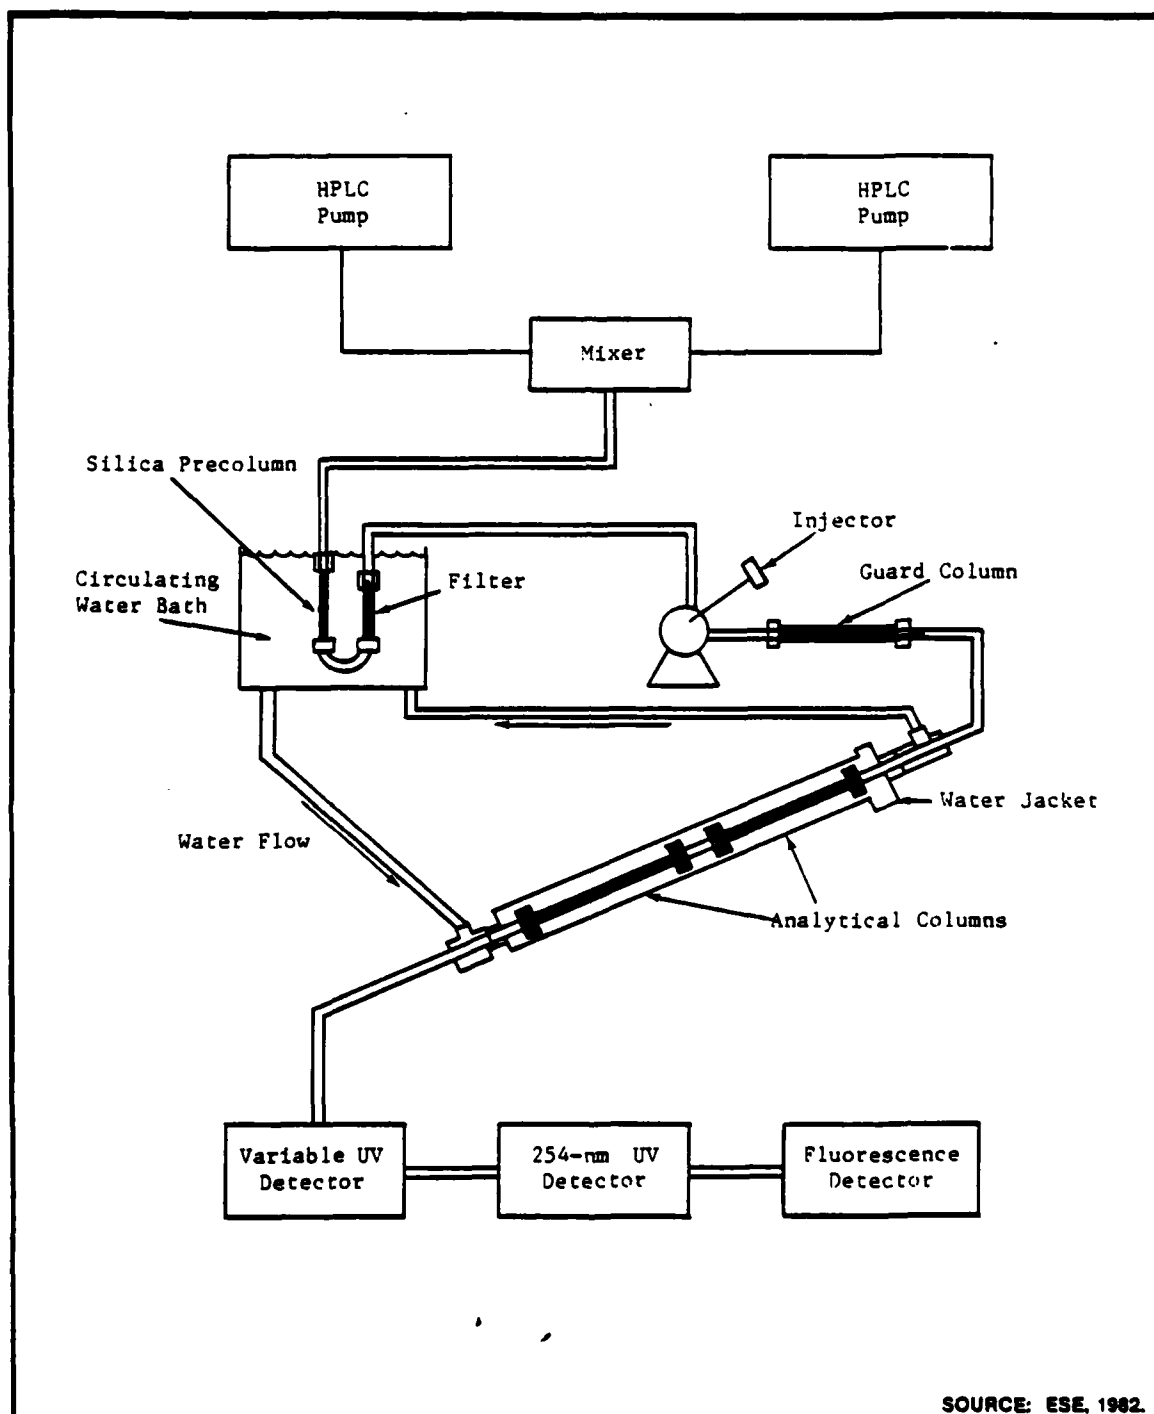 HPLC
Pump
HPLC
Pump
Mixer
Silica Precolumn
Injector
Circulating
Water Bath
Filter
Guard Column
Water Jacket
Water Flow
Analytical Columns
Variable UV
Detector
254-nm UV
Detector
Fluorescence
Detector
SOURCE: ESE, 1982.